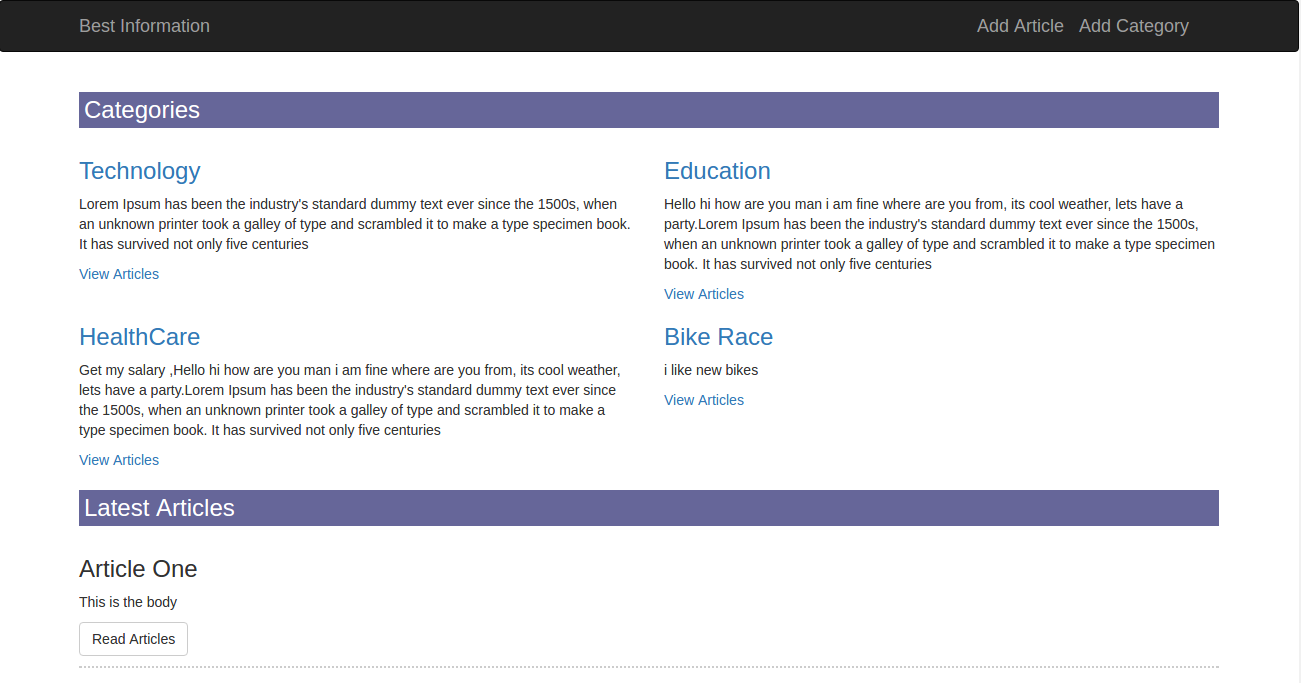 Best Information
Add Article Add Category
Categories
Technology
Lorem Ipsum has been the industry's standard dummy text ever since the 1500s, when
an unknown printer took a galley of type and scrambled it to make a type specimen book.
It has survived not only five centuries
View Articles
Education
Hello hi how are you man i am fine where are you from, its cool weather, lets have a
party.Lorem Ipsum has been the industry's standard dummy text ever since the 1500s,
when an unknown printer took a galley of type and scrambled it to make a type specimen
book. It has survived not only five centuries
View Articles
HealthCare
Get my salary ,Hello hi how are you man i am fine where are you from, its cool weather,
lets have a party.Lorem Ipsum has been the industry's standard dummy text ever since
the 1500s, when an unknown printer took a galley of type and scrambled it to make a
type specimen book. It has survived not only five centuries
View Articles
Bike Race
i like new bikes
View Articles
Latest Articles
Article One
This is the body
Read Articles